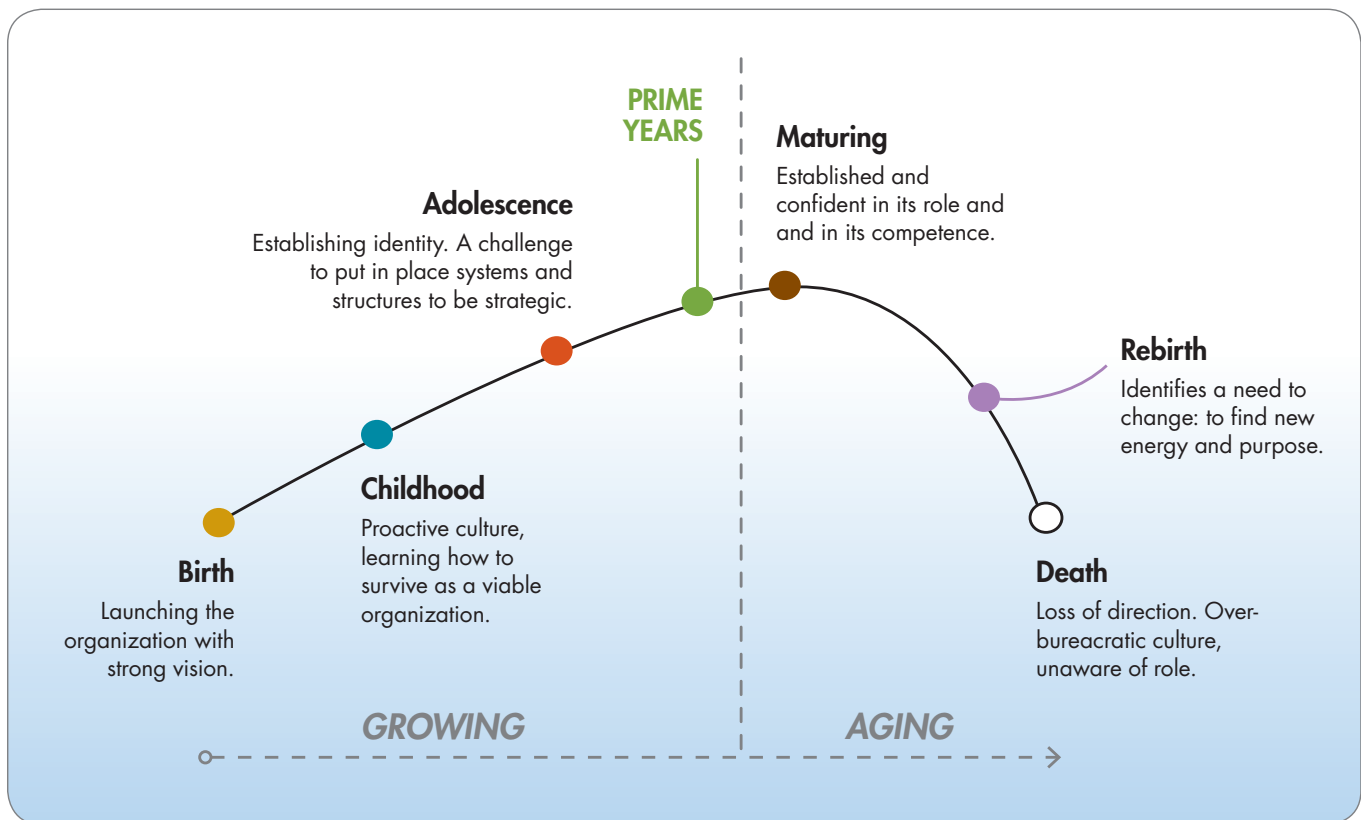 PRIME
YEARS
Maturing
Established and
confident in its role and
and in its competence.
Adolescence
Establishing identity. A challenge
to put in place systems and
structures to be strategic.
Rebirth
Identifies a need to
change: to find new
energy and purpose.
Childhood
Proactive culture,
learning how to
survive as a viable
organization.
Birth
Launching the
organization with
strong vision.
Death
Loss of direction. Over-
bureacratic culture,
unaware of role.
GROWING
AGING